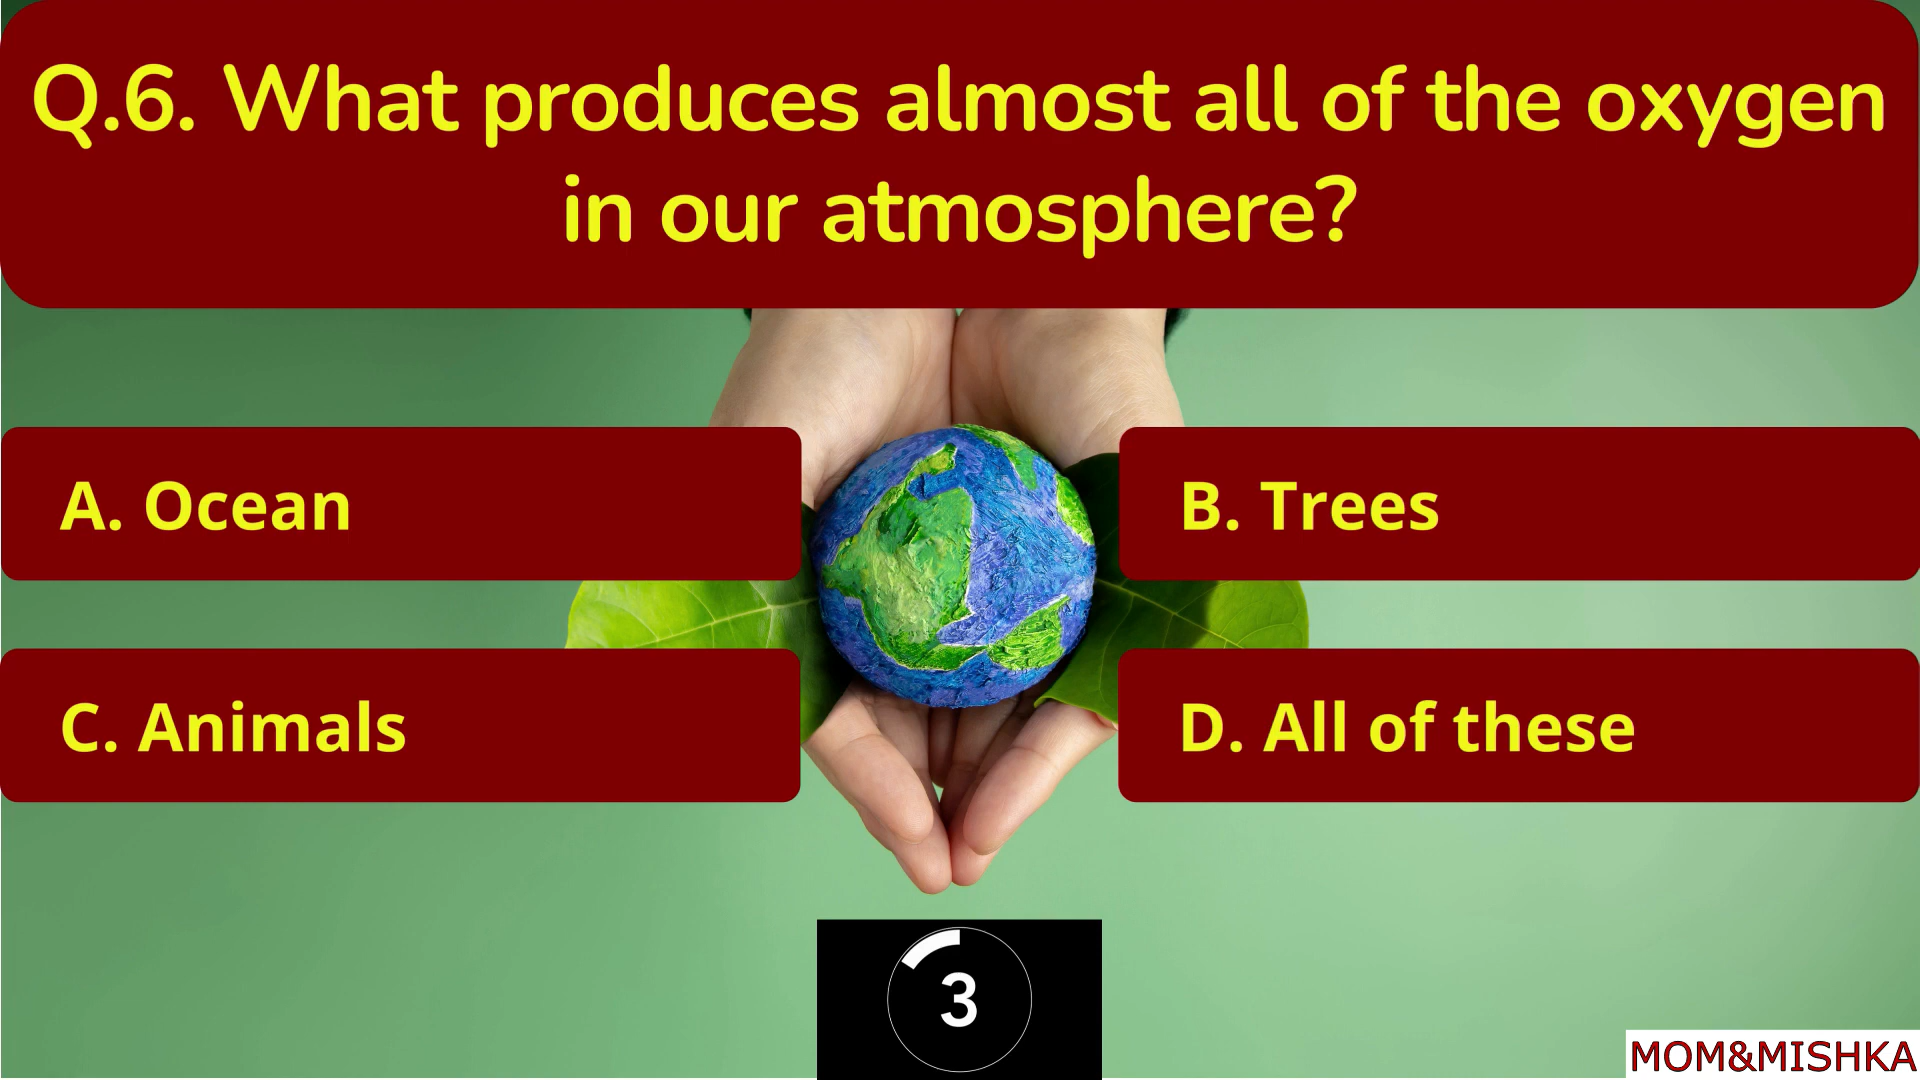 Q.6. What produces almost all of the oxygen
in our atmosphere?
A. Ocean
B. Trees
C. Animals
D. All of these
3
MOM&MISHKA